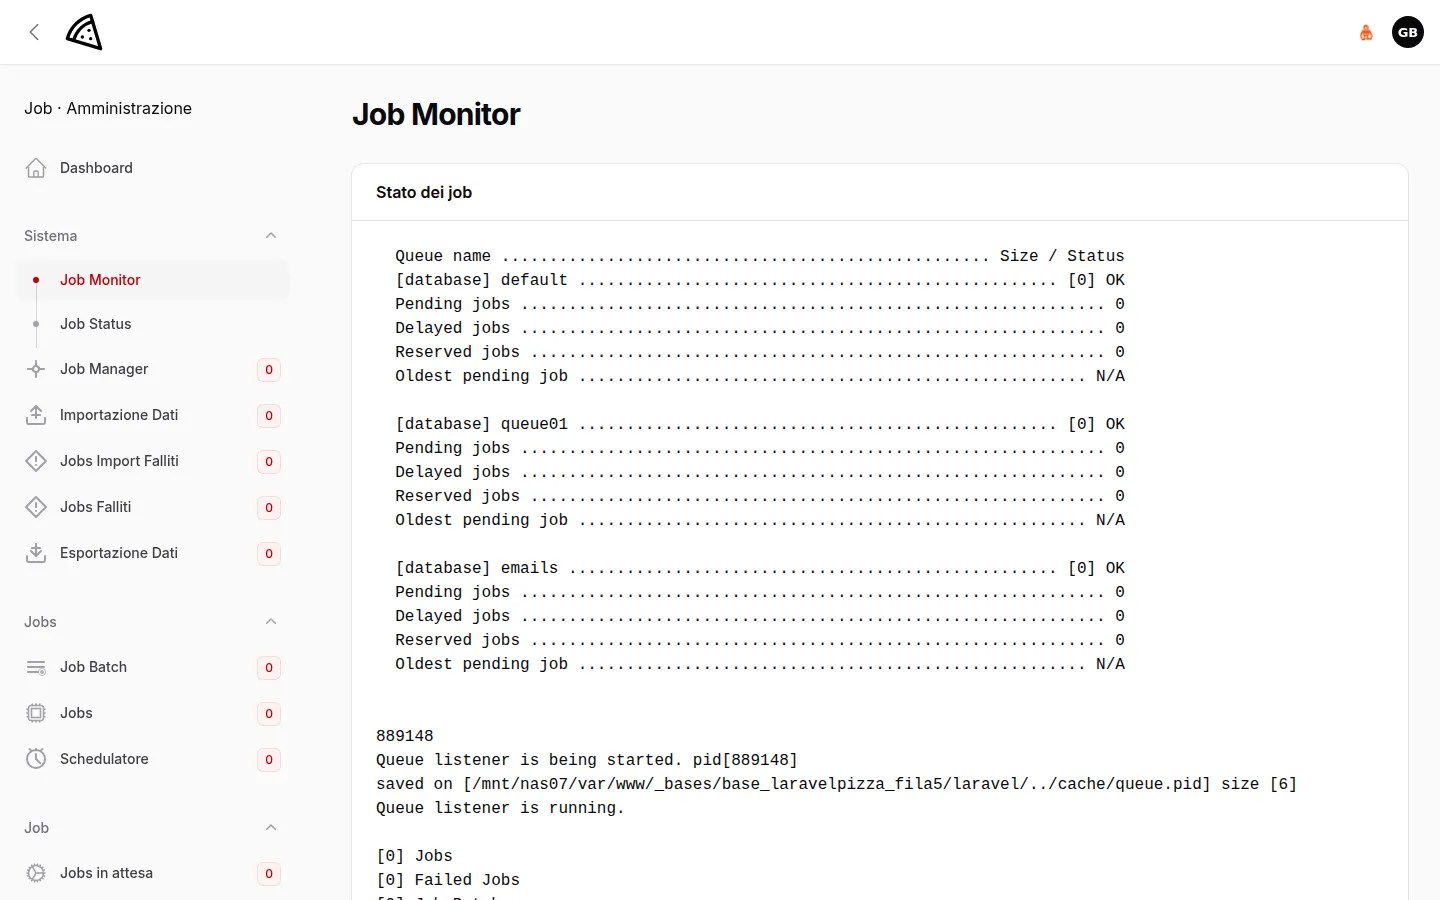 GB
Job · Amministrazione
Dashboard
Sistema
Job Monitor
Job Status
Job Manager 0
Importazione Dati 0
Jobs Import Falliti 0
Jobs Falliti 0
Esportazione Dati 0
Jobs
Job Batch 0
Jobs 0
Schedulatore 0
Job
Jobs in attesa 0
Job Monitor
Stato dei job
Queue name ................................................... Size / Status
[database] default .................................................. [0] OK
Pending jobs ............................................................. 0
Delayed jobs ............................................................. 0
Reserved jobs ............................................................ 0
Oldest pending job ..................................................... N/A
[database] queue01 .................................................. [0] OK
Pending jobs ............................................................. 0
Delayed jobs ............................................................. 0
Reserved jobs ............................................................ 0
Oldest pending job ..................................................... N/A
[database] emails ................................................... [0] OK
Pending jobs ............................................................. 0
Delayed jobs ............................................................. 0
Reserved jobs ............................................................ 0
Oldest pending job ..................................................... N/A
889148
Queue listener is being started. pid[889148]
saved on [/mnt/nas07/var/www/_bases/base_laravelpizza_fila5/laravel/../cache/queue.pid] size [6]
Queue listener is running.
[0] Jobs
[0] Failed Jobs